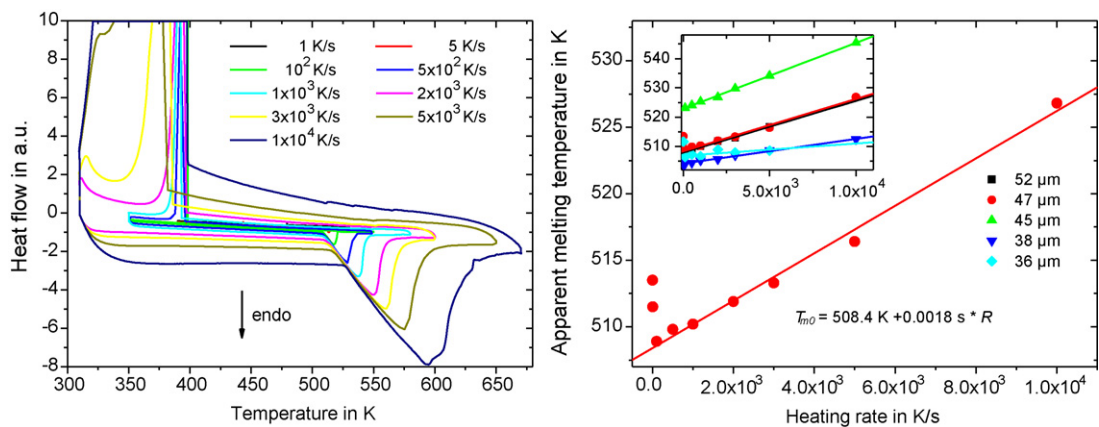 Heat flow in a.u.
10
8
6
4
2
0
-2
-4
-6
-8
1 K/s
5 K/s
10² K/s
5x10² K/s
1x10³ K/s
2x10³ K/s
3x10³ K/s
5x10³ K/s
1x10⁴ K/s
endo
300
350
400
450
500
550
600
650
Temperature in K
Apparent melting temperature in K
530
525
520
515
510
540
530
520
510
0
5.0x10³
1.0x10⁴
52 µm
47 µm
45 µm
38 µm
36 µm
Tm0 = 508.4 K +0.0018 s * R
0.0
2.0x10³
4.0x10³
6.0x10³
8.0x10³
1.0x10⁴
Heating rate in K/s